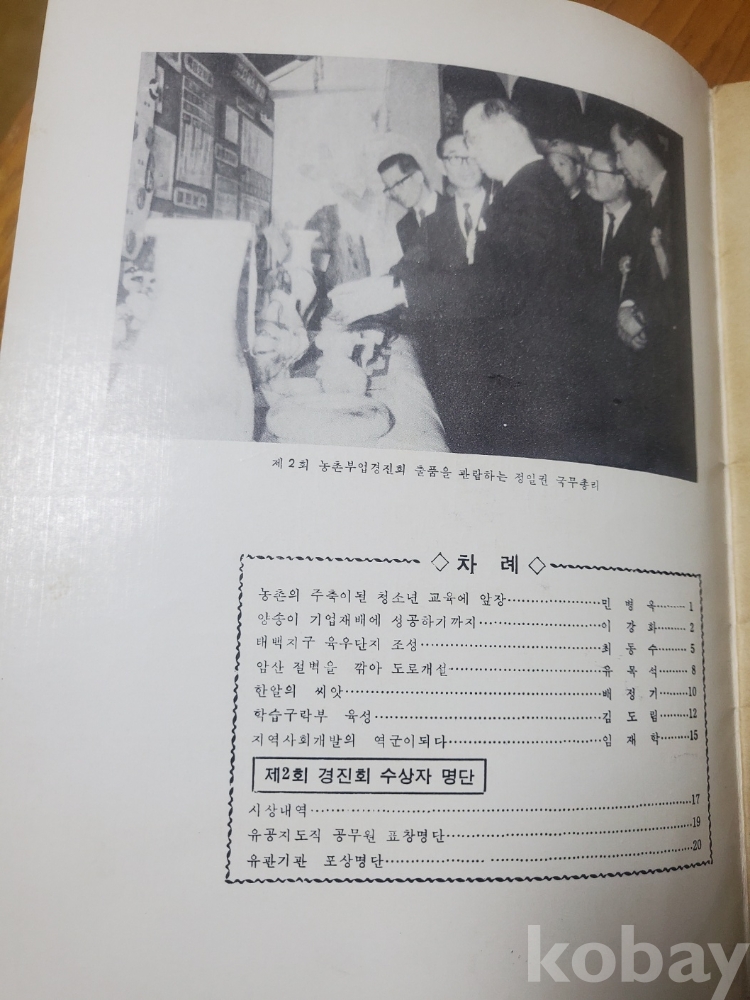 제2회 농촌부업경진회 출품을 관람하는 정일권 국무총리
◇차 례◇
농촌의 주축이될 청소년 교육에 앞장……………민 병 옥……1
양송이 기업재배에 성공하기까지……………이 강 화……2
태백지구 육우단지 조성……………최 동 수……5
암산 절벽을 깎아 도로개설……………유 목 석……8
한알의 씨앗……………배 정 기……10
학습구락부 육성……………김 도 립……12
지역사회개발의 역군이되다……………임 재 학……15
제2회 경진회 수상자 명단
시상내역……………17
유공지도직 공무원 표창명단……………19
유관기관 포상명단……………20
kobay